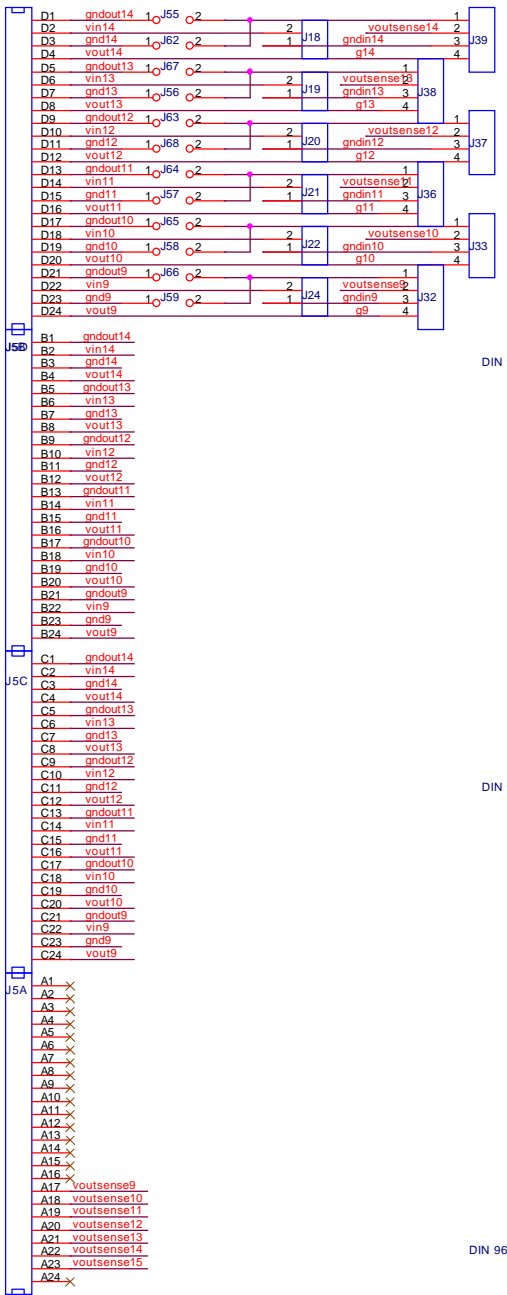 D1 gndout14 1 J55 2 1
D2 vin14 2 J18 voutsense14 2 J39
D3 gnd14 1 J62 2 1 gndin14 3
D4 vout14 g14 4
D5 gndout13 1 J67 2 1
D6 vin13 2 J19 voutsense13 2 J38
D7 gnd13 1 J56 2 1 gndin13 3
D8 vout13 g13 4
D9 gndout12 1 J63 2 1
D10 vin12 2 J20 voutsense12 2 J37
D11 gnd12 1 J68 2 1 gndin12 3
D12 vout12 g12 4
D13 gndout11 1 J64 2 1
D14 vin11 2 J21 voutsense11 2 J36
D15 gnd11 1 J57 2 1 gndin11 3
D16 vout11 g11 4
D17 gndout10 1 J65 2 1
D18 vin10 2 J22 voutsense10 2 J33
D19 gnd10 1 J58 2 1 gndin10 3
D20 vout10 g10 4
D21 gndout9 1 J66 2 1
D22 vin9 2 J24 voutsense9 2 J32
D23 gnd9 1 J59 2 1 gndin9 3
D24 vout9 g9 4
B1 gndout14
J5D J5B
B2 vin14
B3 gnd14 DIN
B4 vout14
B5 gndout13
B6 vin13
B7 gnd13
B8 vout13
B9 gndout12
B10 vin12
B11 gnd12
B12 vout12
B13 gndout11
B14 vin11
B15 gnd11
B16 vout11
B17 gndout10
B18 vin10
B19 gnd10
B20 vout10
B21 gndout9
B22 vin9
B23 gnd9
B24 vout9
C1 gndout14
C2 vin14
J5C
C3 gnd14
C4 vout14
C5 gndout13
C6 vin13
C7 gnd13
C8 vout13
C9 gndout12
C10 vin12
C11 gnd12 DIN
C12 vout12
C13 gndout11
C14 vin11
C15 gnd11
C16 vout11
C17 gndout10
C18 vin10
C19 gnd10
C20 vout10
C21 gndout9
C22 vin9
C23 gnd9
C24 vout9
A1
J5A
A2
A3
A4
A5
A6
A7
A8
A9
A10
A11
A12
A13
A14
A15
A16
A17 voutsense9
A18 voutsense10
A19 voutsense11
A20 voutsense12
A21 voutsense13
A22 voutsense14 DIN 96
A23 voutsense15
A24